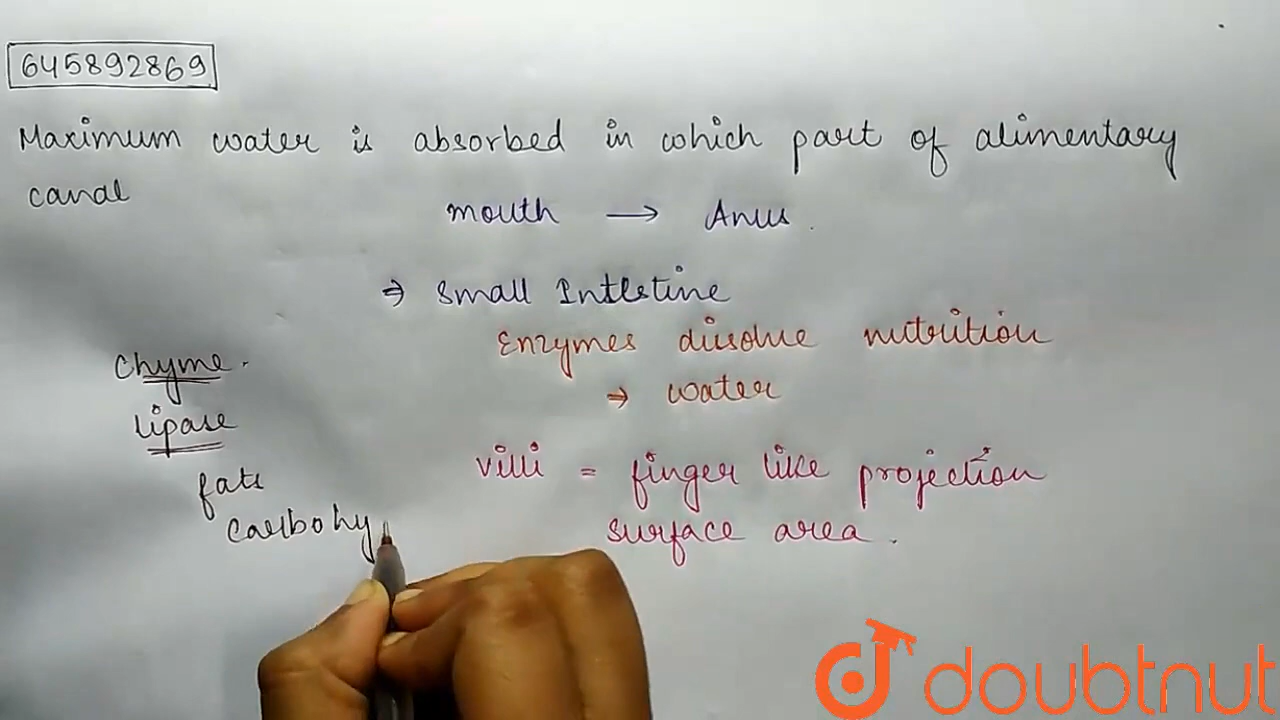 645892869
Maximum water is absorbed in which part of alimentary
canal
mouth → Anus.
⇒ Small Intestine
Enzymes dissolve nutrition
→ water
chyme.
lipase
villi = finger like projection
fats
surface area.
carbohy
doubtnut